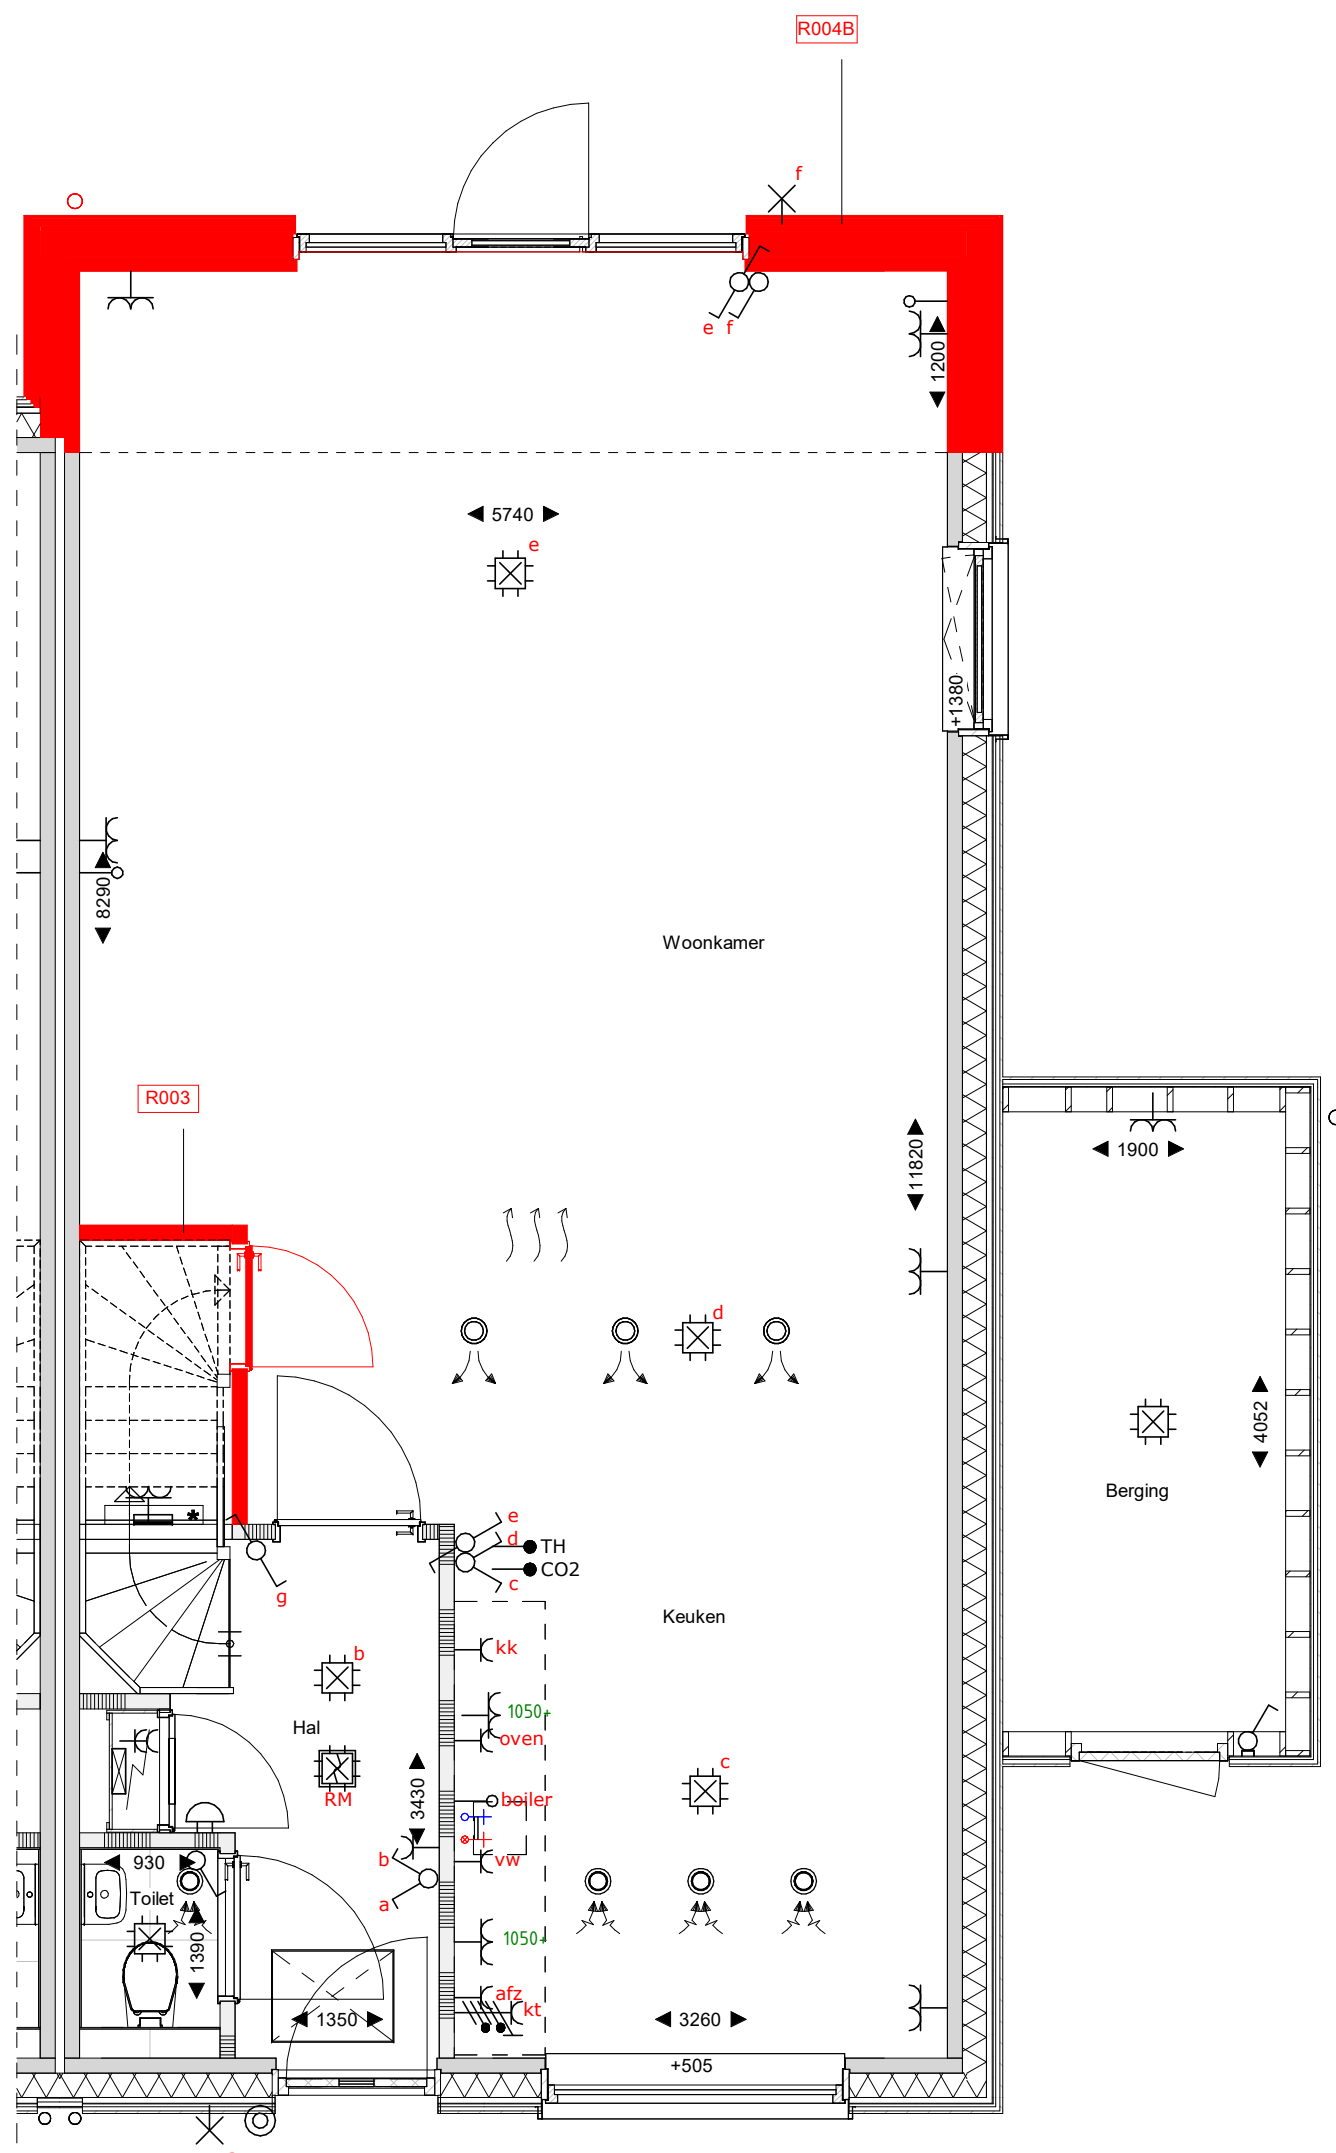 R004B
f
e f
1200
5740
e
+1380
8290
Woonkamer
R003
11820
1900
d
4052
Berging
*
e
d
TH
CO2
c
g
Keuken
kk
b
1050+
Hal
oven
c
RM
3430
boiler
b
vw
930
Toilet
a
1390
1050+
afz
kt
1350
3260
+505